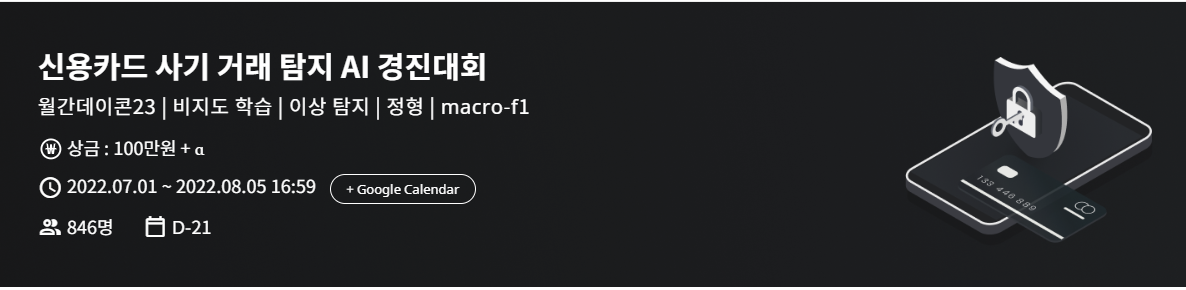 신용카드 사기 거래 탐지 AI 경진대회
월간데이콘23 | 비지도 학습 | 이상 탐지 | 정형 | macro-f1
₩ 상금 : 100만원 + α
2022.07.01 ~ 2022.08.05 16:59 + Google Calendar
846명 D-21
133 446 889